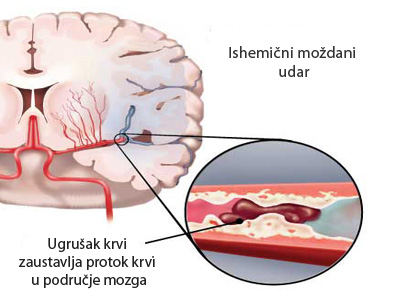 Ishemični moždani
udar
Ugrušak krvi
zaustavlja protok krvi
u područje mozga